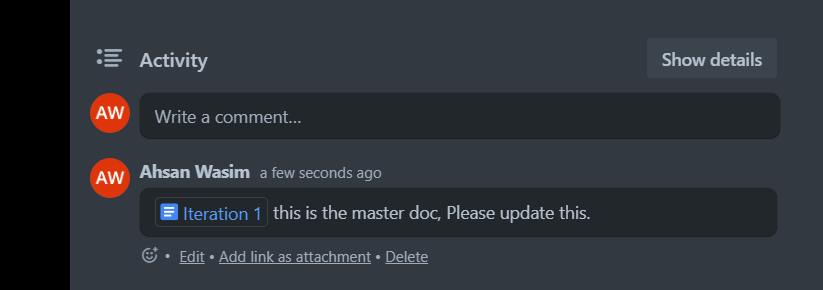 Activity
Show details
AW
Write a comment...
AW
Ahsan Wasim a few seconds ago
Iteration 1 this is the master doc, Please update this.
• Edit • Add link as attachment • Delete